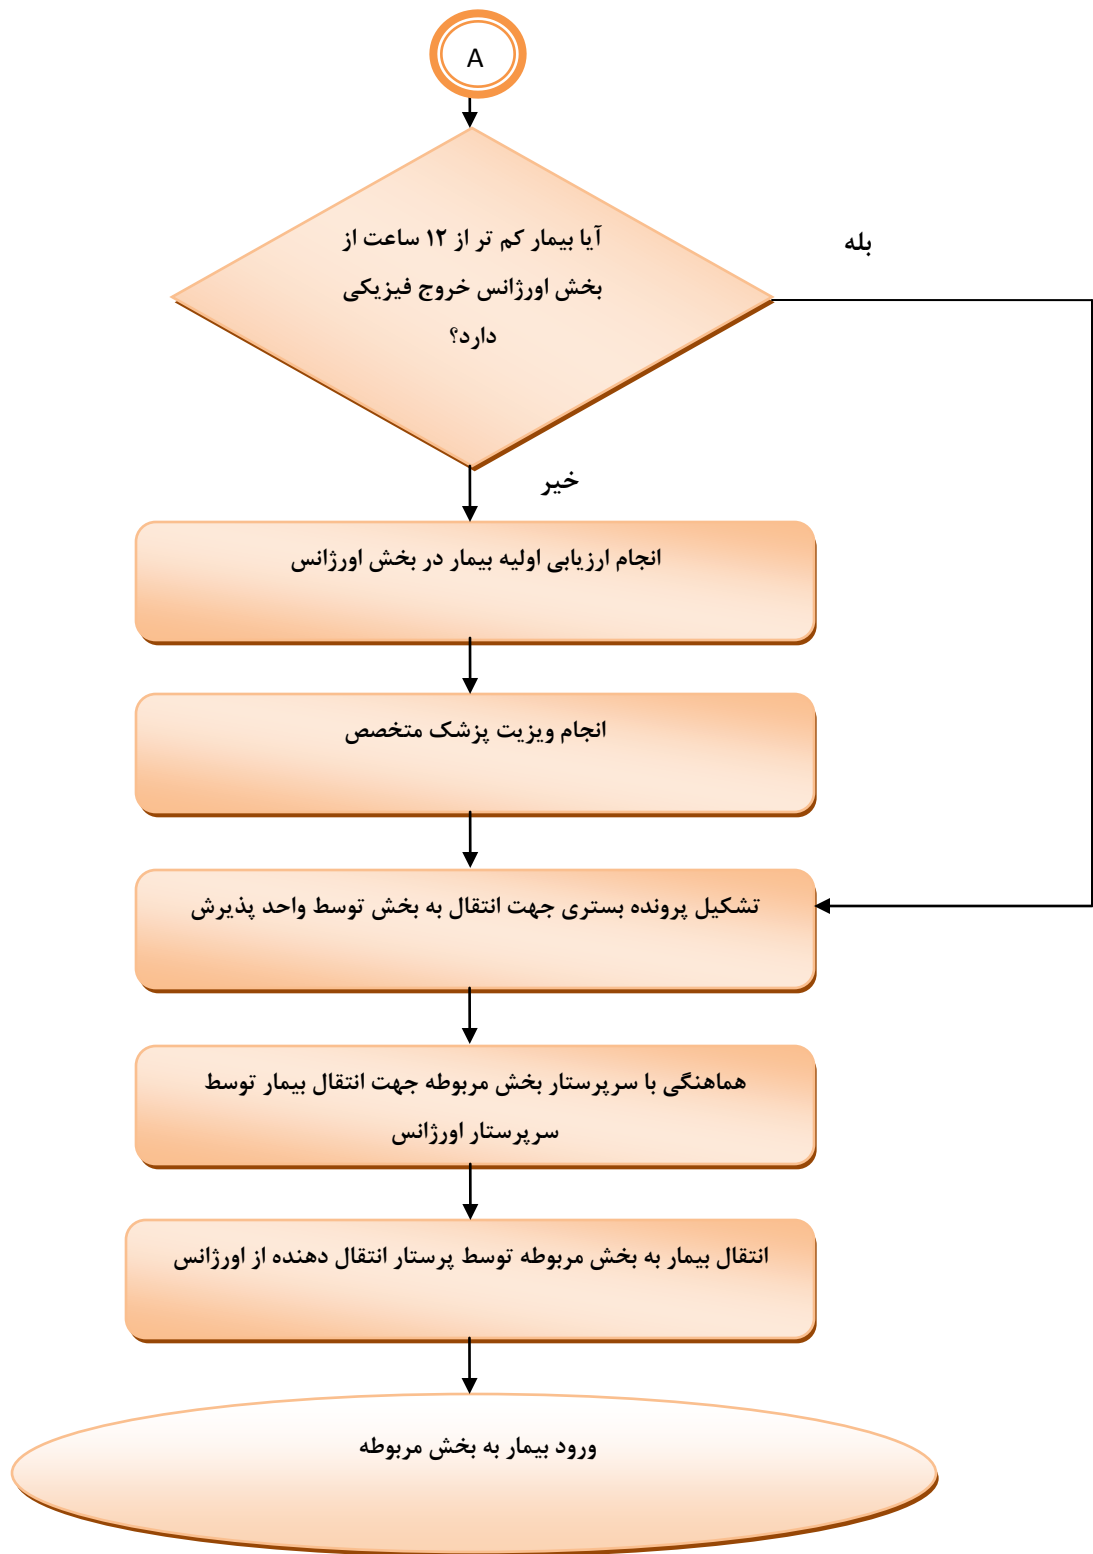 A
آیا بیمار کم تر از ۱۲ ساعت از
بخش اورژانس خروج فیزیکی
دارد؟
بله
خیر
انجام ارزیابی اولیه بیمار در بخش اورژانس
انجام ویزیت پزشک متخصص
تشکیل پرونده بستری جهت انتقال به بخش توسط واحد پذیرش
هماهنگی با سرپرستار بخش مربوطه جهت انتقال بیمار توسط
سرپرستار اورژانس
انتقال بیمار به بخش مربوطه توسط پرستار انتقال دهنده از اورژانس
ورود بیمار به بخش مربوطه